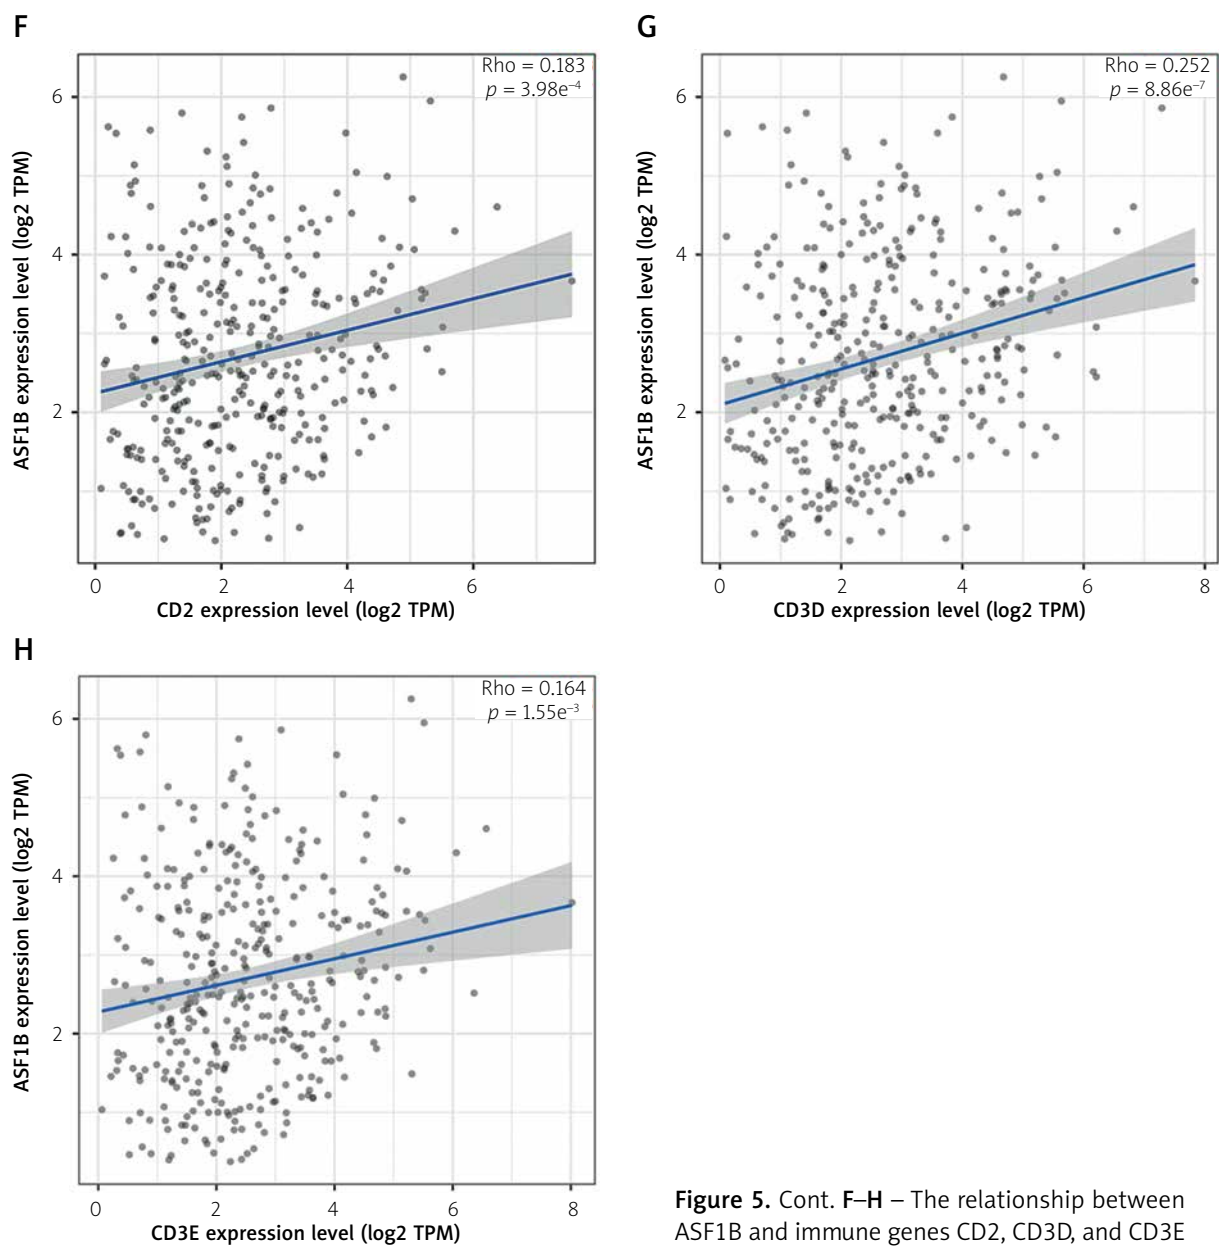 F
Rho = 0.183
p = 3.98e⁻⁴
6
4
2
ASF1B expression level (log2 TPM)
0 2 4 6
CD2 expression level (log2 TPM)
G
Rho = 0.252
p = 8.86e⁻⁷
6
4
2
ASF1B expression level (log2 TPM)
0 2 4 6 8
CD3D expression level (log2 TPM)
H
Rho = 0.164
p = 1.55e⁻³
6
4
2
ASF1B expression level (log2 TPM)
0 2 4 6 8
CD3E expression level (log2 TPM)
Figure 5. Cont. F–H – The relationship between
ASF1B and immune genes CD2, CD3D, and CD3E